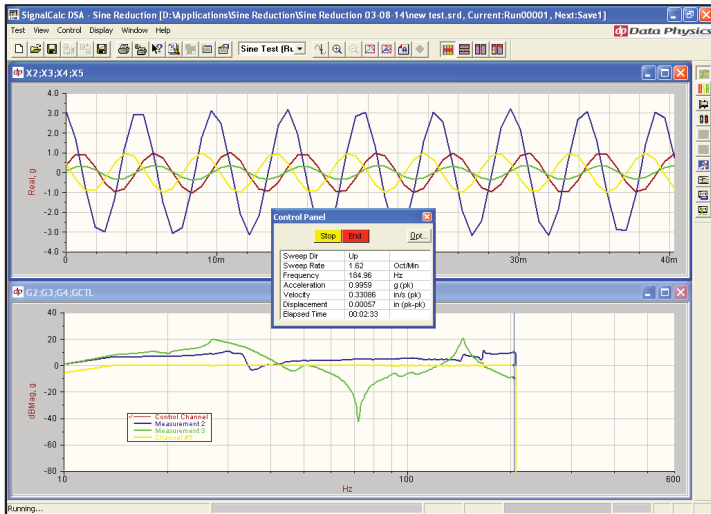 SignalCalc DSA - Sine Reduction [D:\Applications\Sine Reduction\Sine Reduction 03-08-14\new test.srd, Current:Run00001 , Next:Save1]
Test View Control Display Window Help
Data Physics
Sine Test (Ru
X2;X3;X4;X5
4.0
3.0
2.0
1.0
0.0
-1.0
-2.0
-3.0
-4.0
Real, g
0 10m 30m 40m
Control Panel
Stop End Opt...
Sweep Dir Up
Sweep Rate 1.62 Oct/Min
Frequency 184.96 Hz
Acceleration 0.9959 g (pk)
Velocity 0.33086 in/s (pk)
Displacement 0.00057 in (pk-pk)
Elapsed Time 00:02:33
G2;G3;G4;GCTL
40
20
0
-20
-40
-60
-80
dBMag, g
Control Channel
Measurement 2
Measurement 3
Channel #5
10 100 600
Hz
Running...